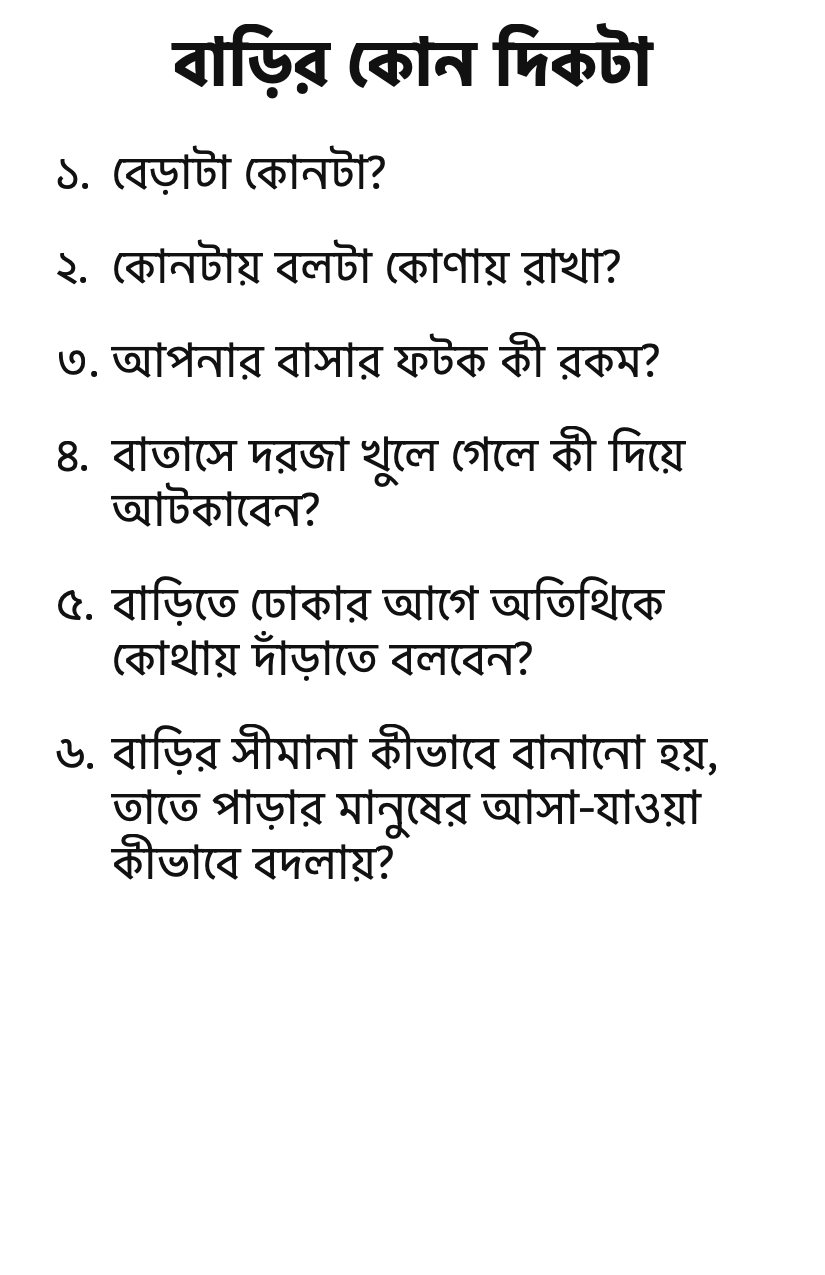 বাড়ির কোন দিকটা
১. বেড়াটা কোনটা?
২. কোনটায় বলটা কোণায় রাখা?
৩. আপনার বাসার ফটক কী রকম?
৪. বাতাসে দরজা খুলে গেলে কী দিয়ে
আটকাবেন?
৫. বাড়িতে ঢোকার আগে অতিথিকে
কোথায় দাঁড়াতে বলবেন?
৬. বাড়ির সীমানা কীভাবে বানানো হয়,
তাতে পাড়ার মানুষের আসা-যাওয়া
কীভাবে বদলায়?